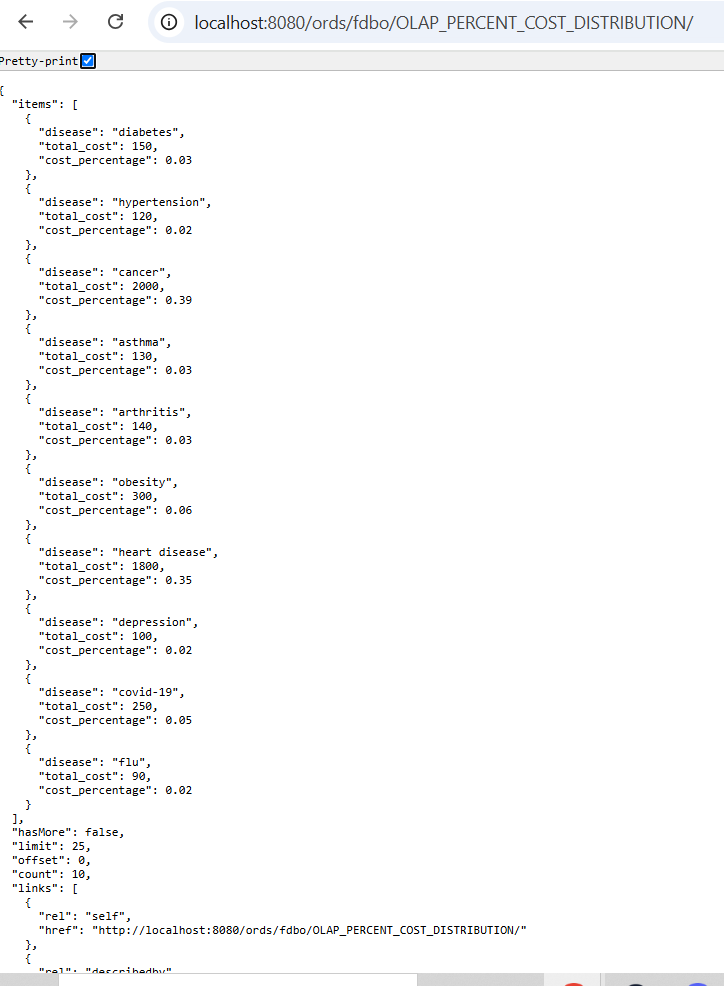 localhost:8080/ords/fdbo/OLAP_PERCENT_COST_DISTRIBUTION/
Pretty-print
{
  "items": [
    {
      "disease": "diabetes",
      "total_cost": 150,
      "cost_percentage": 0.03
    },
    {
      "disease": "hypertension",
      "total_cost": 120,
      "cost_percentage": 0.02
    },
    {
      "disease": "cancer",
      "total_cost": 2000,
      "cost_percentage": 0.39
    },
    {
      "disease": "asthma",
      "total_cost": 130,
      "cost_percentage": 0.03
    },
    {
      "disease": "arthritis",
      "total_cost": 140,
      "cost_percentage": 0.03
    },
    {
      "disease": "obesity",
      "total_cost": 300,
      "cost_percentage": 0.06
    },
    {
      "disease": "heart disease",
      "total_cost": 1800,
      "cost_percentage": 0.35
    },
    {
      "disease": "depression",
      "total_cost": 100,
      "cost_percentage": 0.02
    },
    {
      "disease": "covid-19",
      "total_cost": 250,
      "cost_percentage": 0.05
    },
    {
      "disease": "flu",
      "total_cost": 90,
      "cost_percentage": 0.02
    }
  ],
  "hasMore": false,
  "limit": 25,
  "offset": 0,
  "count": 10,
  "links": [
    {
      "rel": "self",
      "href": "http://localhost:8080/ords/fdbo/OLAP_PERCENT_COST_DISTRIBUTION/"
    },
    {
      "rel": "describedby"